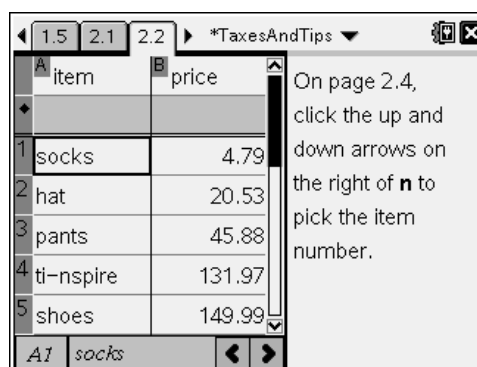 1.5 2.1 2.2 *TaxesAndTips
A item B price
1 socks 4.79
2 hat 20.53
3 pants 45.88
4 ti-nspire 131.97
5 shoes 149.99
A1 socks
On page 2.4,
click the up and
down arrows on
the right of n to
pick the item
number.